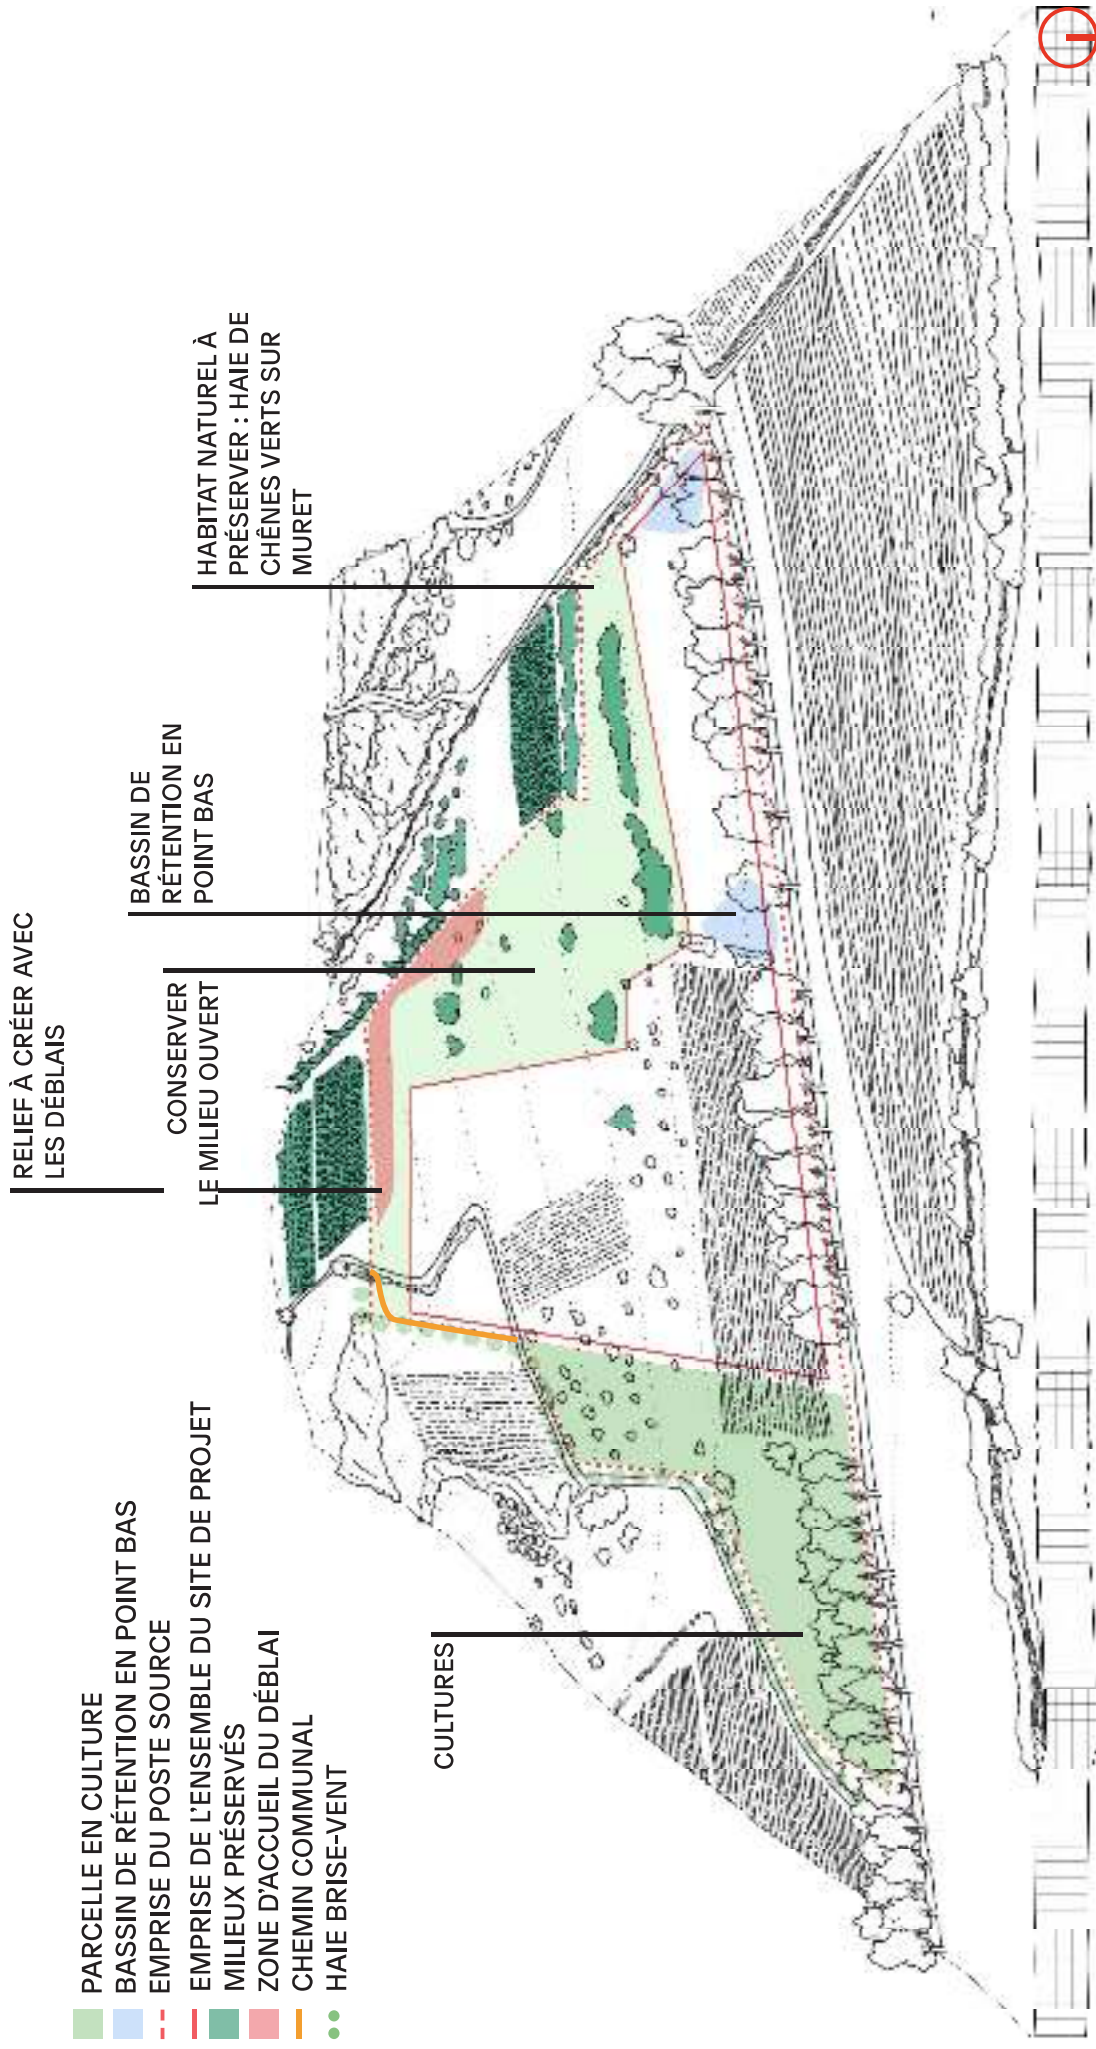 RELIEF À CRÉER AVEC
LES DÉBLAIS
CONSERVER
LE MILIEU OUVERT
BASSIN DE
RÉTENTION EN
POINT BAS
HABITAT NATUREL À
PRÉSERVER : HAIE DE
CHÊNES VERTS SUR
MURET
PARCELLE EN CULTURE
BASSIN DE RÉTENTION EN POINT BAS
EMPRISE DU POSTE SOURCE
EMPRISE DE L'ENSEMBLE DU SITE DE PROJET
MILIEUX PRÉSERVÉS
ZONE D'ACCUEIL DU DÉBLAI
CHEMIN COMMUNAL
HAIE BRISE-VENT
CULTURES